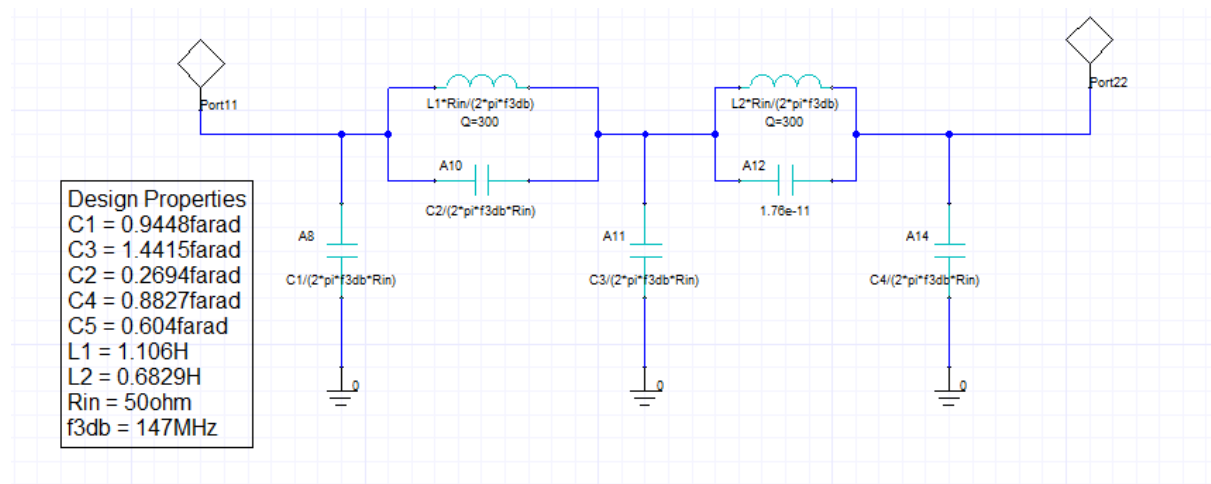 Port11
Port22
L1*Rin/(2*pi*f3db)
Q=300
L2*Rin/(2*pi*f3db)
Q=300
A10
A12
C2/(2*pi*f3db*Rin)
1.76e-11
Design Properties
C1 = 0.9448farad
C3 = 1.4415farad
C2 = 0.2694farad
C4 = 0.8827farad
C5 = 0.604farad
L1 = 1.106H
L2 = 0.6829H
Rin = 50ohm
f3db = 147MHz
A8
A11
A14
C1/(2*pi*f3db*Rin)
C3/(2*pi*f3db*Rin)
C4/(2*pi*f3db*Rin)
0
0
0